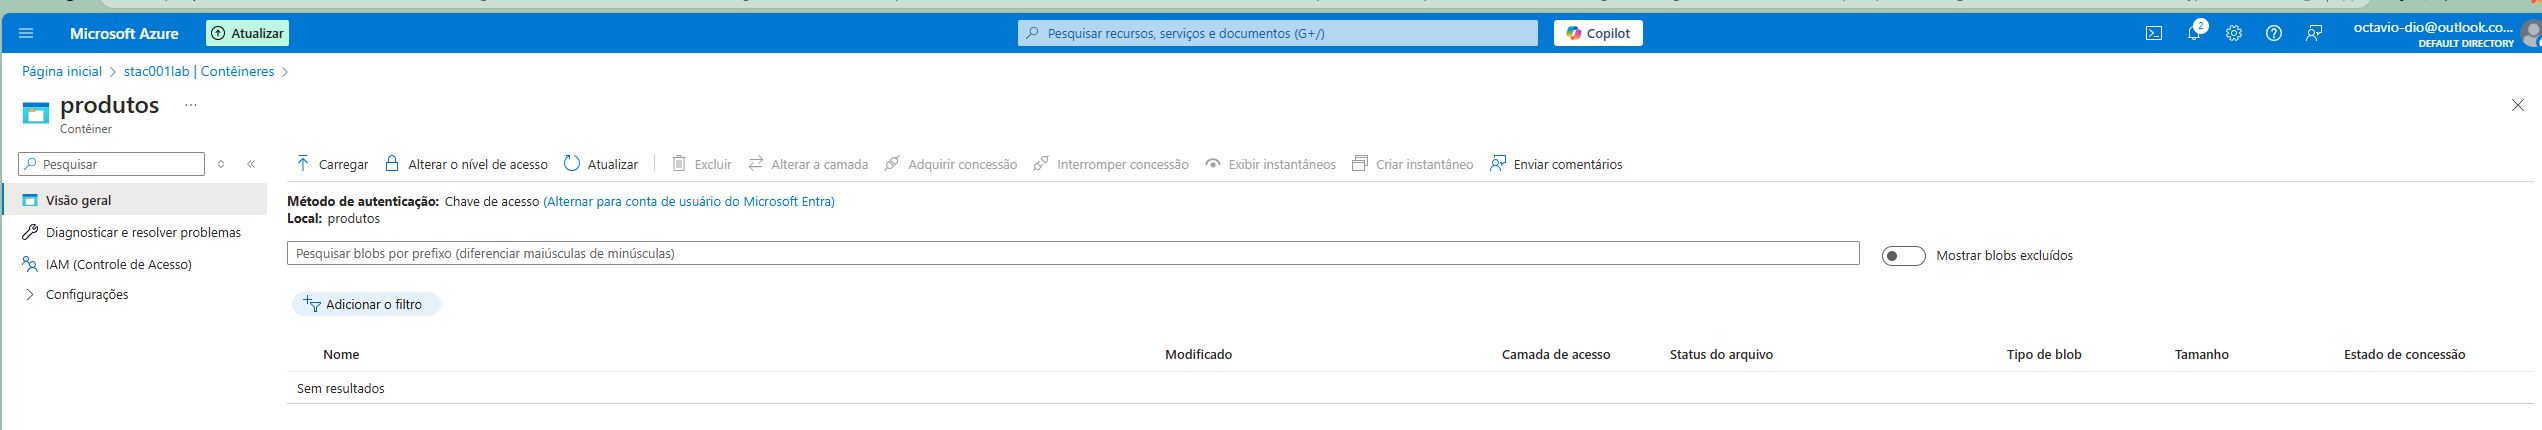 Microsoft Azure Atualizar Pesquisar recursos, serviços e documentos (G+/) Copilot 2 octavio-dio@outlook.co...
DEFAULT DIRECTORY
Página inicial > stac001lab | Contêineres >
produtos ...
Contêiner
Pesquisar
Carregar Alterar o nível de acesso Atualizar Excluir Alterar a camada Adquirir concessão Interromper concessão Exibir instantâneos Criar instantâneo Enviar comentários
Visão geral
Diagnosticar e resolver problemas
IAM (Controle de Acesso)
Configurações
Método de autenticação: Chave de acesso (Alternar para conta de usuário do Microsoft Entra)
Local: produtos
Pesquisar blobs por prefixo (diferenciar maiúsculas de minúsculas)
Mostrar blobs excluídos
Adicionar o filtro
Nome Modificado Camada de acesso Status do arquivo Tipo de blob Tamanho Estado de concessão
Sem resultados